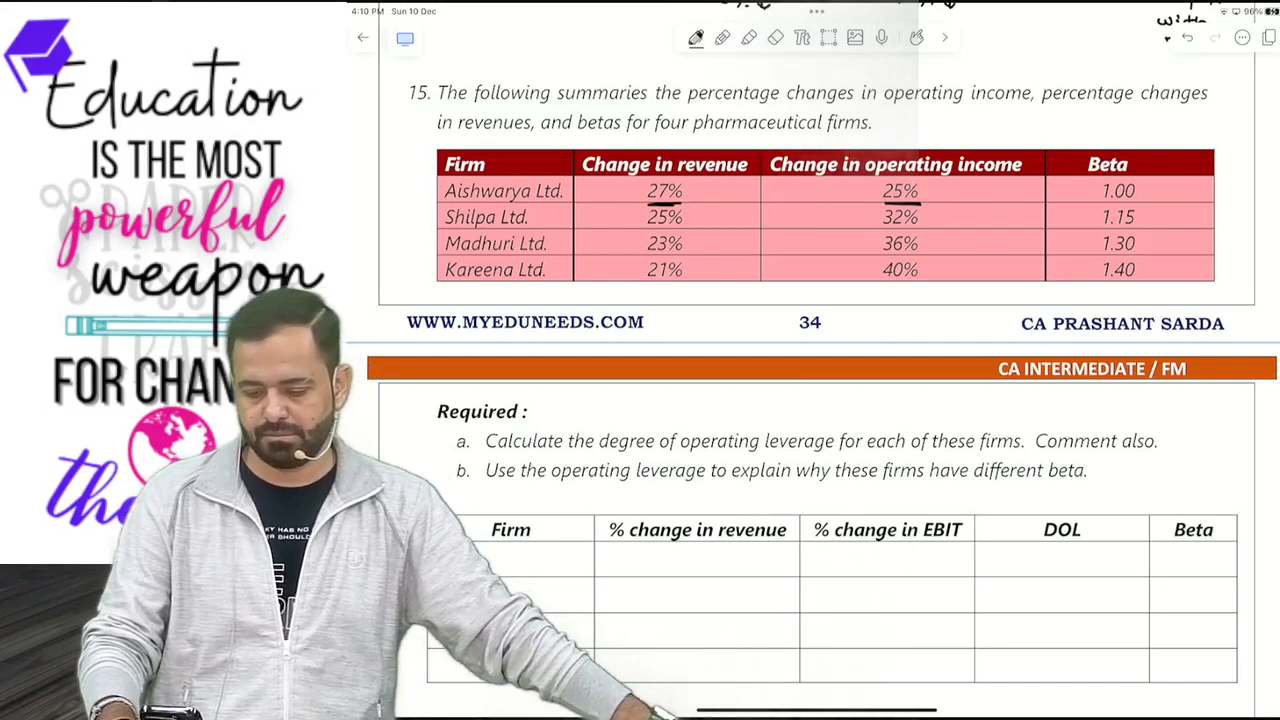 4:10 PM Sun 10 Dec
96%
with
Education
IS THE MOST
powerful
weapon
FOR CHAN
the
15. The following summaries the percentage changes in operating income, percentage changes
in revenues, and betas for four pharmaceutical firms.
Firm Change in revenue Change in operating income Beta
Aishwarya Ltd. 27% 25% 1.00
Shilpa Ltd. 25% 32% 1.15
Madhuri Ltd. 23% 36% 1.30
Kareena Ltd. 21% 40% 1.40
WWW.MYEDUNEEDS.COM 34 CA PRASHANT SARDA
CA INTERMEDIATE / FM
Required :
a. Calculate the degree of operating leverage for each of these firms. Comment also.
b. Use the operating leverage to explain why these firms have different beta.
Firm % change in revenue % change in EBIT DOL Beta